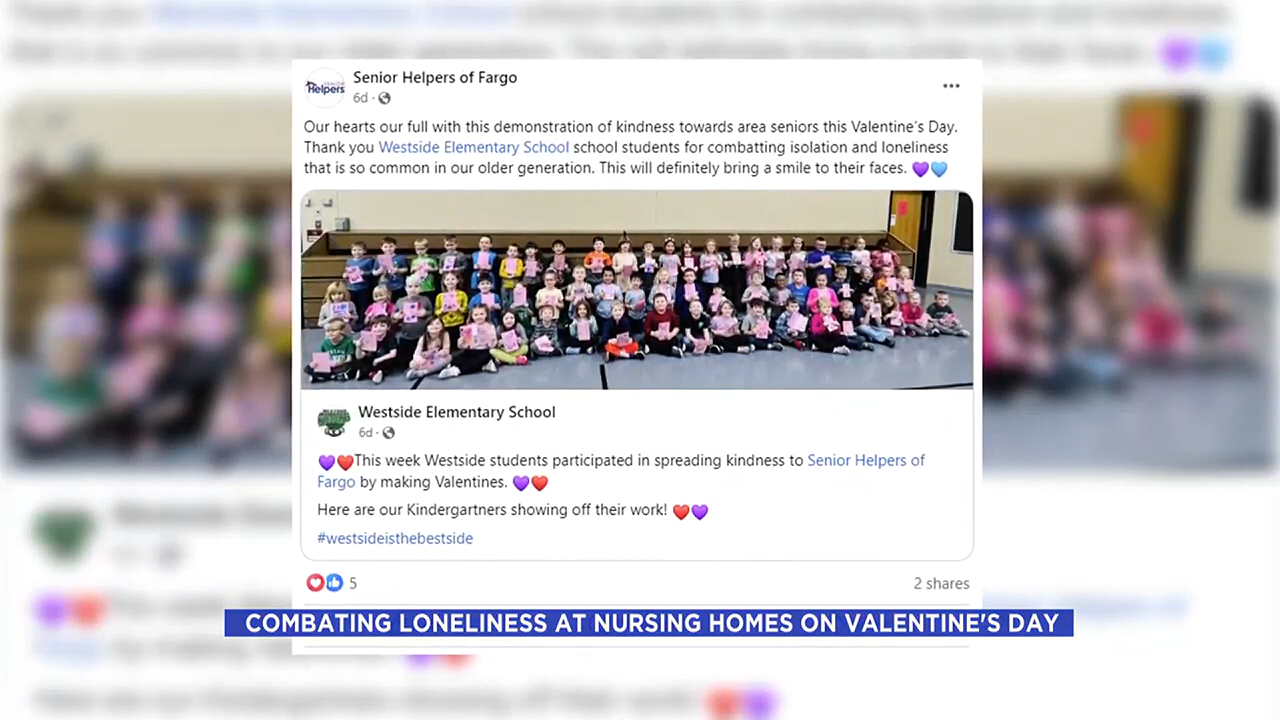 Senior Helpers of Fargo
Helpers
6d
Our hearts our full with this demonstration of kindness towards area seniors this Valentine's Day.
Thank you Westside Elementary School school students for combatting isolation and loneliness
that is so common in our older generation. This will definitely bring a smile to their faces. 💜🩵
Westside Elementary School
6d
💜❤️This week Westside students participated in spreading kindness to Senior Helpers of
Fargo by making Valentines. 💜❤️
Here are our Kindergartners showing off their work! ❤️💜
#westsideisthebestside
5
2 shares
COMBATING LONELINESS AT NURSING HOMES ON VALENTINE'S DAY